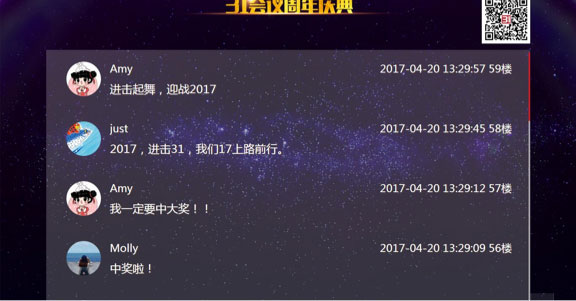 31会议周年庆典
Amy 2017-04-20 13:29:57 59楼
进击起舞，迎战2017
just 2017-04-20 13:29:45 58楼
2017，进击31，我们17上路前行。
Amy 2017-04-20 13:29:12 57楼
我一定要中大奖！！
Molly 2017-04-20 13:29:09 56楼
中奖啦！